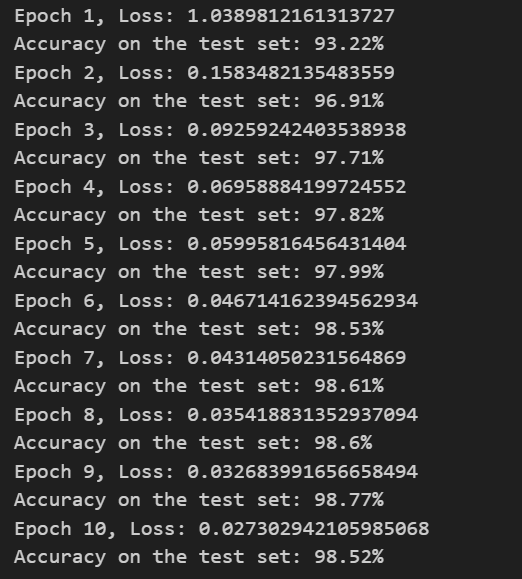 Epoch 1, Loss: 1.0389812161313727
Accuracy on the test set: 93.22%
Epoch 2, Loss: 0.1583482135483559
Accuracy on the test set: 96.91%
Epoch 3, Loss: 0.09259242403538938
Accuracy on the test set: 97.71%
Epoch 4, Loss: 0.06958884199724552
Accuracy on the test set: 97.82%
Epoch 5, Loss: 0.05995816456431404
Accuracy on the test set: 97.99%
Epoch 6, Loss: 0.046714162394562934
Accuracy on the test set: 98.53%
Epoch 7, Loss: 0.04314050231564869
Accuracy on the test set: 98.61%
Epoch 8, Loss: 0.035418831352937094
Accuracy on the test set: 98.6%
Epoch 9, Loss: 0.032683991656658494
Accuracy on the test set: 98.77%
Epoch 10, Loss: 0.027302942105985068
Accuracy on the test set: 98.52%